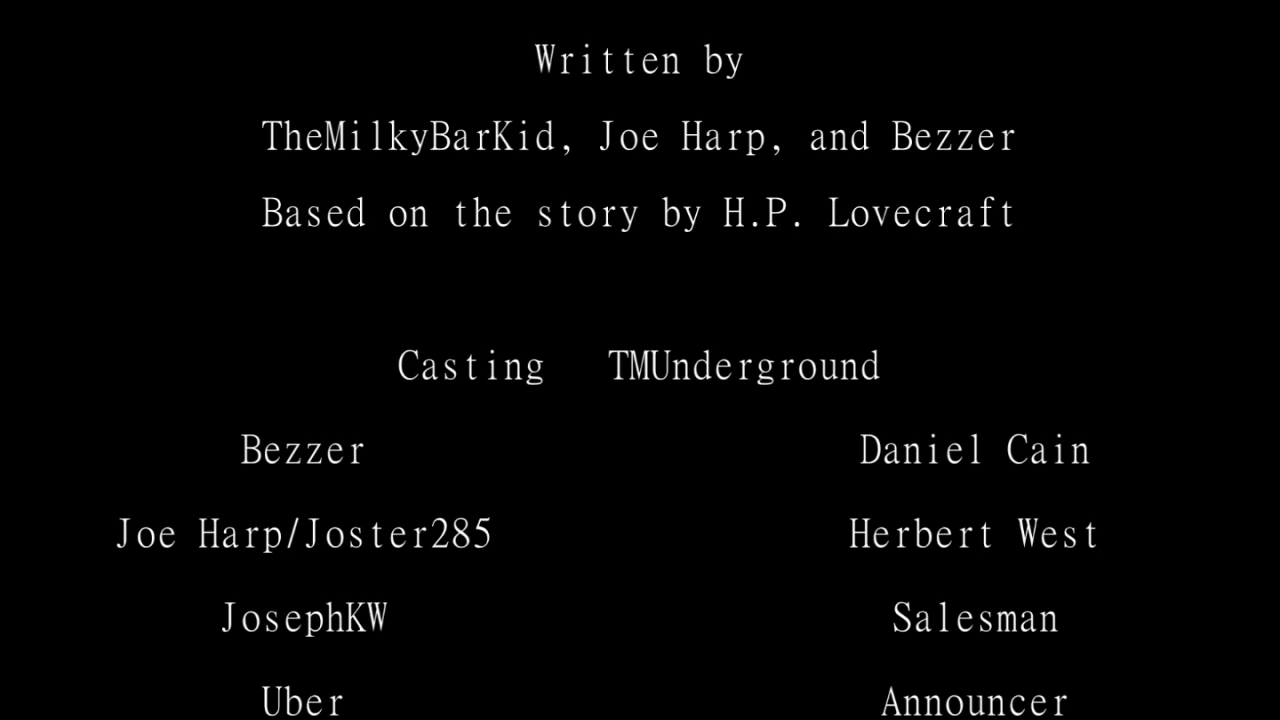 Written by
TheMilkyBarKid, Joe Harp, and Bezzer
Based on the story by H.P. Lovecraft
Casting TMUnderground
Bezzer Daniel Cain
Joe Harp/Joster285 Herbert West
JosephKW Salesman
Uber Announcer